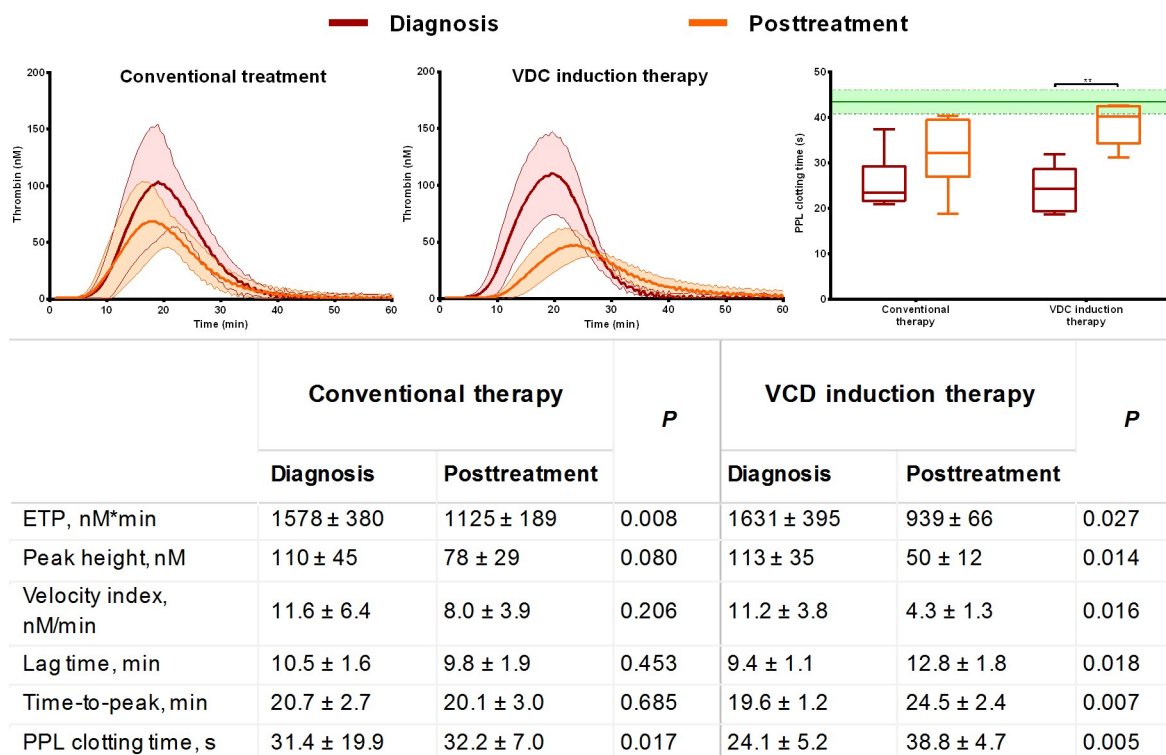 Diagnosis
Posttreatment
Conventional treatment
200
150
100
50
0
Thrombin (nM)
0 10 20 30 40 50 60
Time (min)
VDC induction therapy
200
150
100
50
0
Thrombin (nM)
0 10 20 30 40 50 60
Time (min)
50
40
30
20
10
0
PPL clotting time (s)
**
Conventional
therapy
VDC induction
therapy
Conventional therapy P VCD induction therapy P
Diagnosis Posttreatment Diagnosis Posttreatment
ETP, nM*min 1578 ± 380 1125 ± 189 0.008 1631 ± 395 939 ± 66 0.027
Peak height, nM 110 ± 45 78 ± 29 0.080 113 ± 35 50 ± 12 0.014
Velocity index,
nM/min 11.6 ± 6.4 8.0 ± 3.9 0.206 11.2 ± 3.8 4.3 ± 1.3 0.016
Lag time, min 10.5 ± 1.6 9.8 ± 1.9 0.453 9.4 ± 1.1 12.8 ± 1.8 0.018
Time-to-peak, min 20.7 ± 2.7 20.1 ± 3.0 0.685 19.6 ± 1.2 24.5 ± 2.4 0.007
PPL clotting time, s 31.4 ± 19.9 32.2 ± 7.0 0.017 24.1 ± 5.2 38.8 ± 4.7 0.005